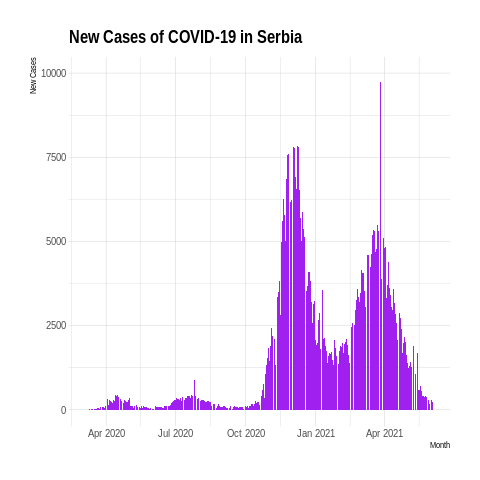 New Cases of COVID-19 in Serbia
New Cases
10000
7500
5000
2500
0
Apr 2020 Jul 2020 Oct 2020 Jan 2021 Apr 2021
Month